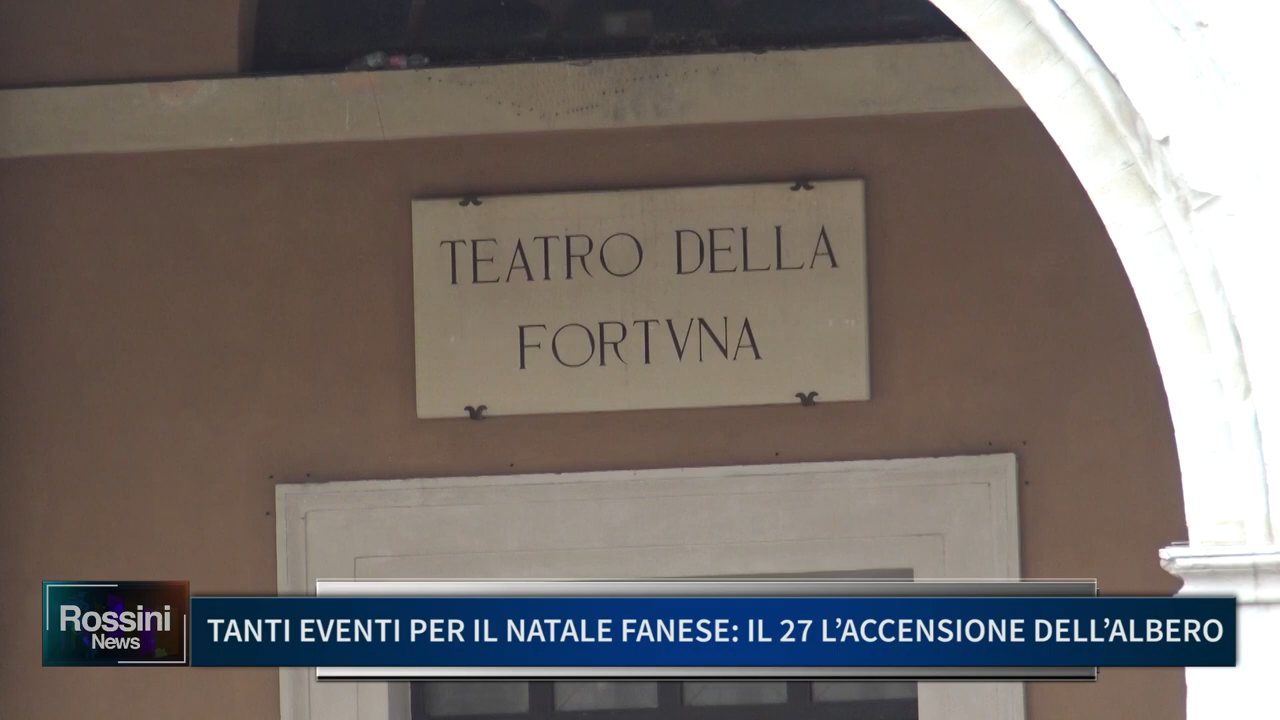 TEATRO DELLA
FORTVNA
Rossini
News
TANTI EVENTI PER IL NATALE FANESE: IL 27 L’ACCENSIONE DELL’ALBERO